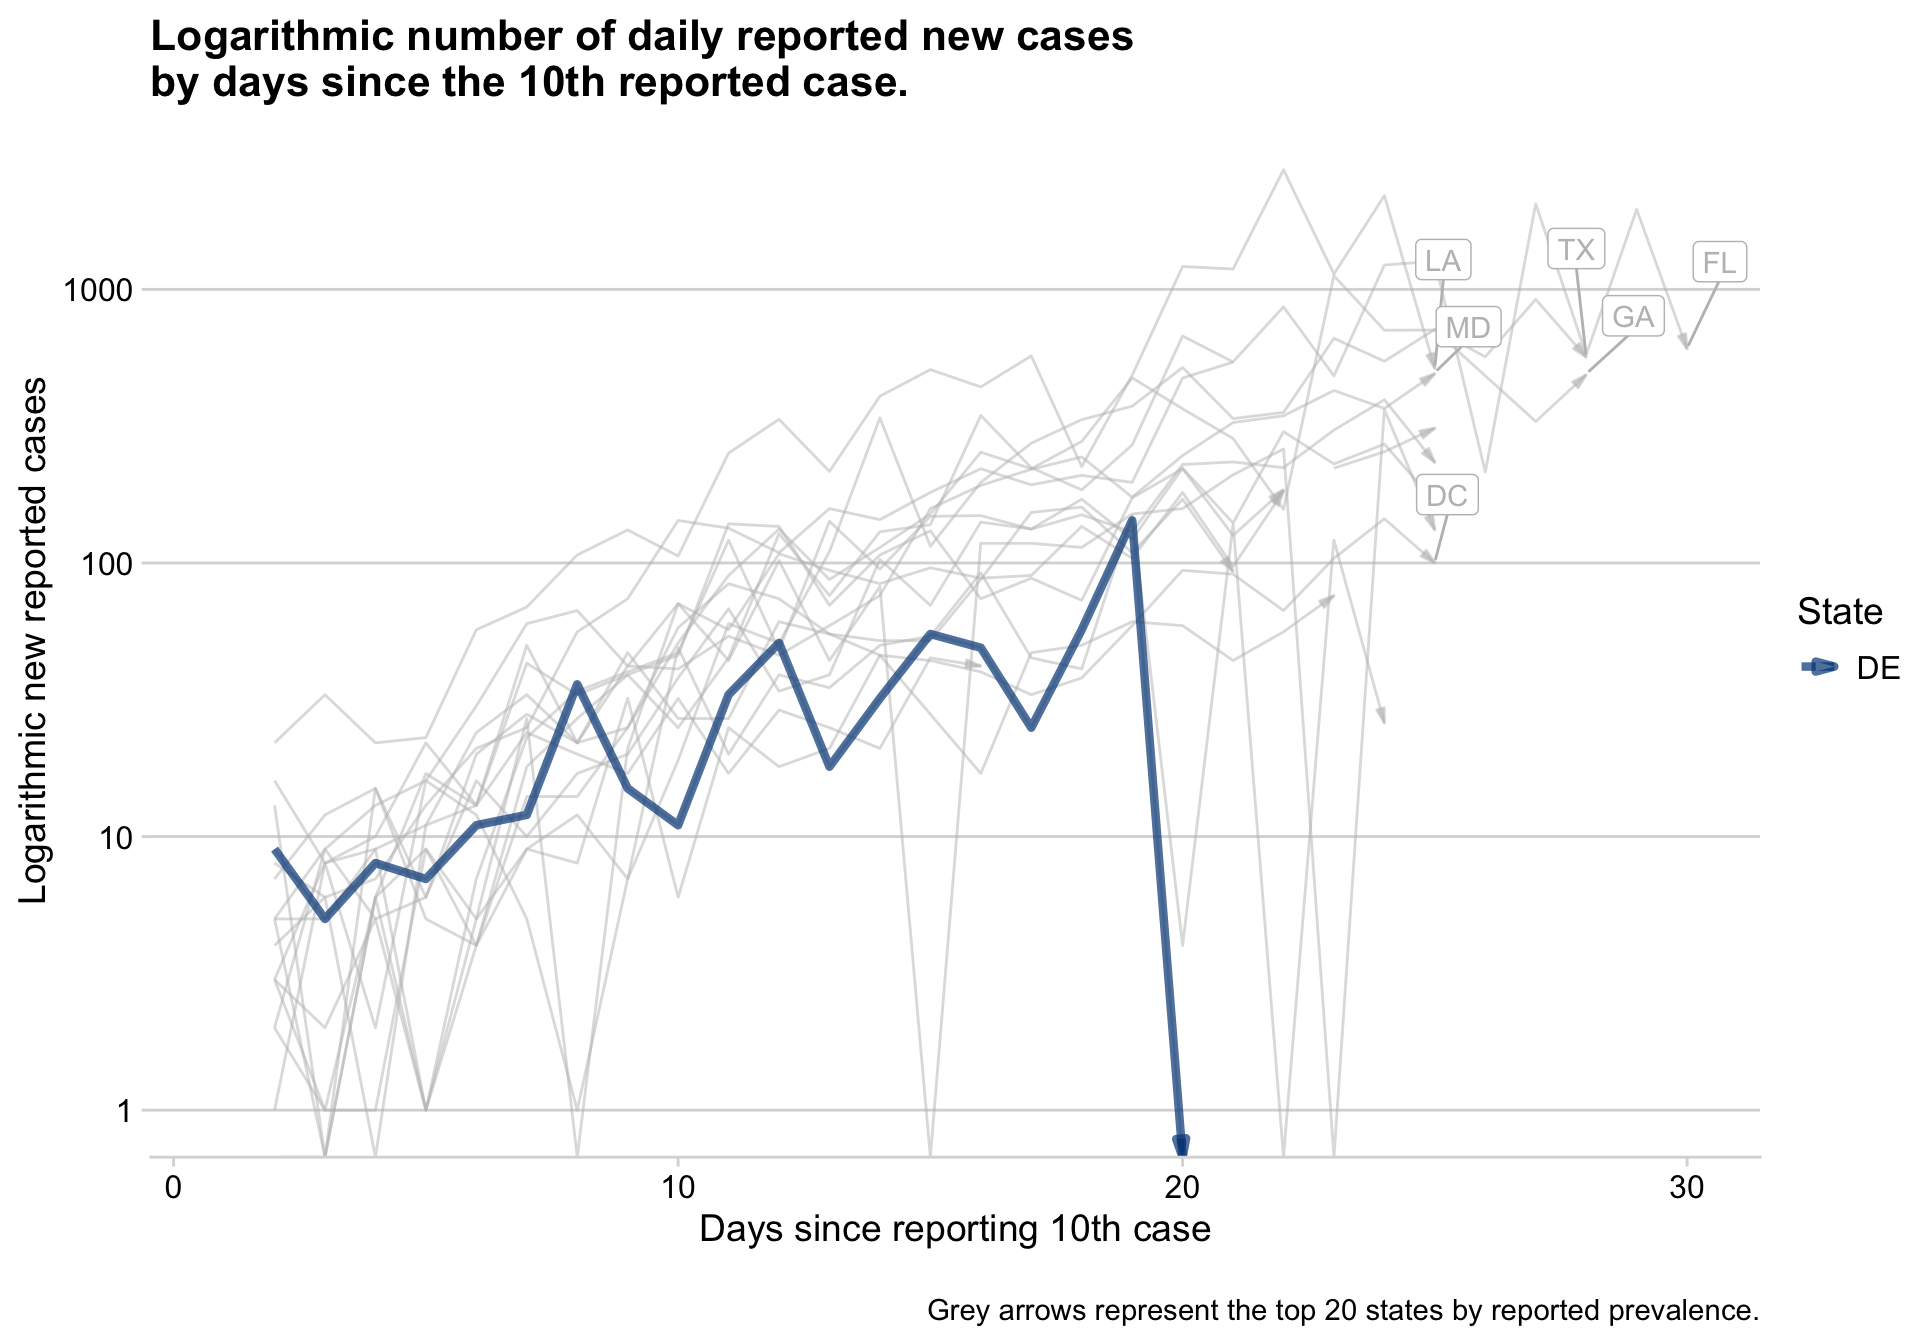 Logarithmic number of daily reported new cases
by days since the 10th reported case.
Logarithmic new reported cases
1000
100
10
1
LA
MD
TX
GA
FL
DC
State
DE
0
10
20
30
Days since reporting 10th case
Grey arrows represent the top 20 states by reported prevalence.